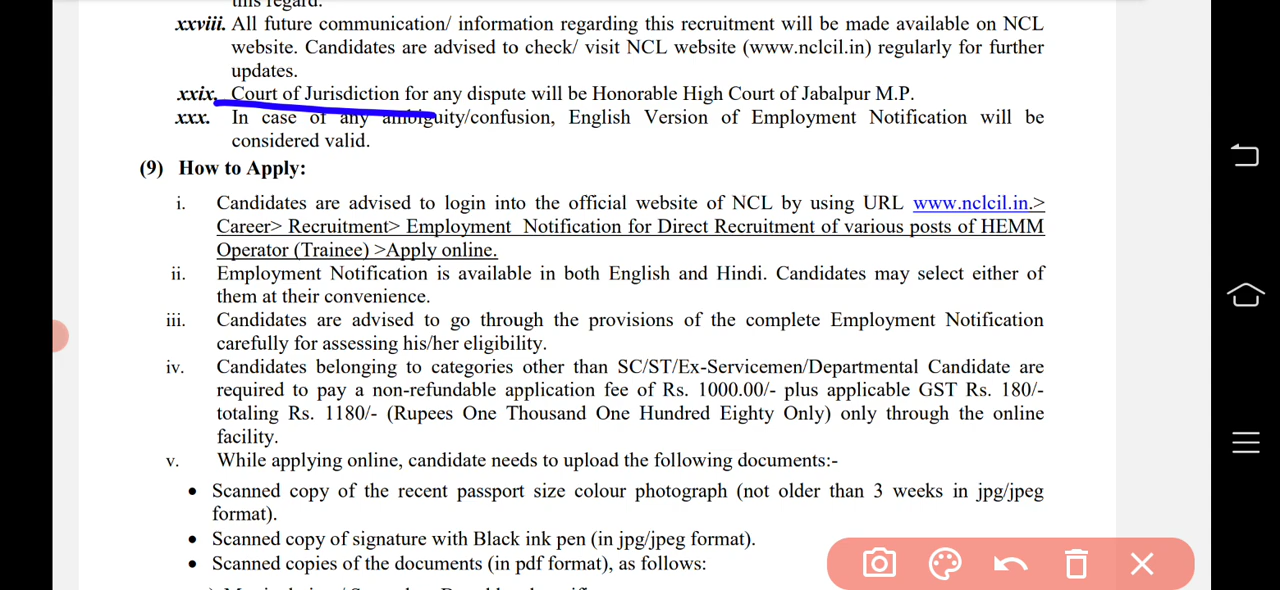 this regard.
xxviii. All future communication/ information regarding this recruitment will be made available on NCL
website. Candidates are advised to check/ visit NCL website (www.nclcil.in) regularly for further
updates.
xxix. Court of Jurisdiction for any dispute will be Honorable High Court of Jabalpur M.P.
xxx. In case of any ambiguity/confusion, English Version of Employment Notification will be
considered valid.
(9) How to Apply:
i. Candidates are advised to login into the official website of NCL by using URL www.nclcil.in.>
Career> Recruitment> Employment Notification for Direct Recruitment of various posts of HEMM
Operator (Trainee) >Apply online.
ii. Employment Notification is available in both English and Hindi. Candidates may select either of
them at their convenience.
iii. Candidates are advised to go through the provisions of the complete Employment Notification
carefully for assessing his/her eligibility.
iv. Candidates belonging to categories other than SC/ST/Ex-Servicemen/Departmental Candidate are
required to pay a non-refundable application fee of Rs. 1000.00/- plus applicable GST Rs. 180/-
totaling Rs. 1180/- (Rupees One Thousand One Hundred Eighty Only) only through the online
facility.
v. While applying online, candidate needs to upload the following documents:-
• Scanned copy of the recent passport size colour photograph (not older than 3 weeks in jpg/jpeg
format).
• Scanned copy of signature with Black ink pen (in jpg/jpeg format).
• Scanned copies of the documents (in pdf format), as follows: